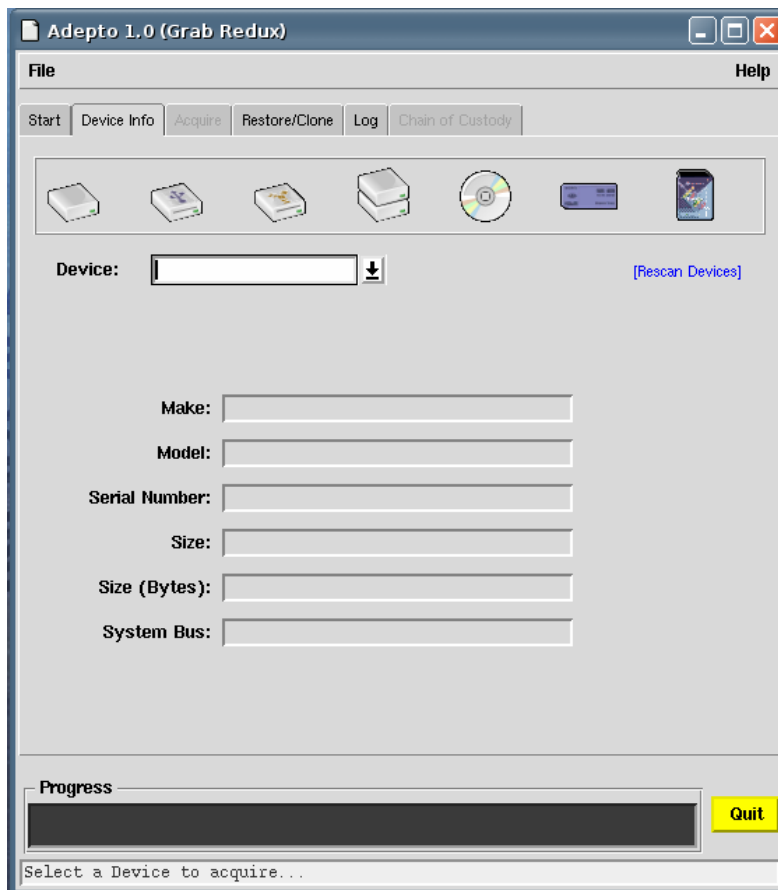 Adepto 1.0 (Grab Redux)
File Help
Start Device Info Acquire Restore/Clone Log Chain of Custody
Device: [Rescan Devices]
Make:
Model:
Serial Number:
Size:
Size (Bytes):
System Bus:
Progress
Quit
Select a Device to acquire...